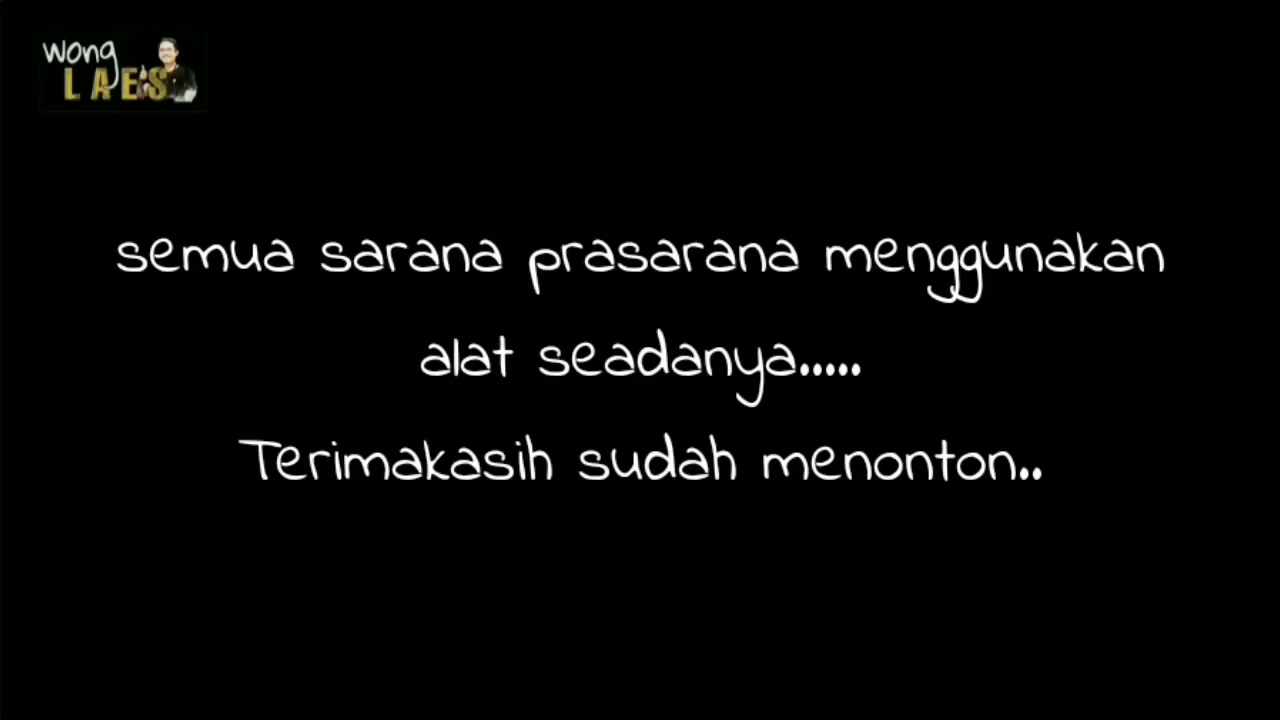 wong
LAES
semua sarana prasarana menggunakan
alat seadanya.....
Terimakasih sudah menonton..